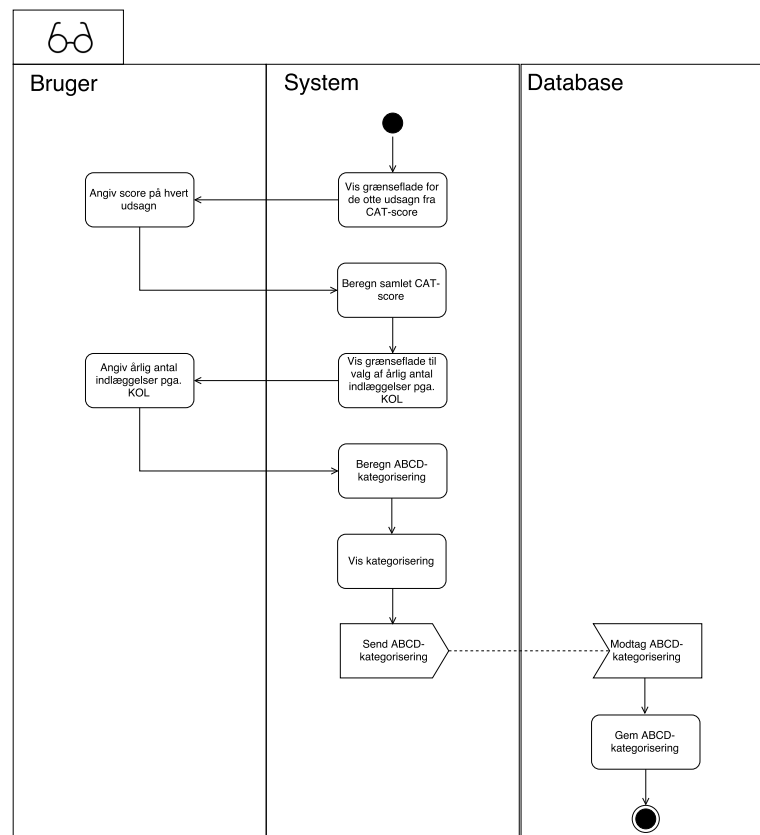 Bruger
System
Database
Vis grænseflade for
de otte udsagn fra
CAT-score
Angiv score på hvert
udsagn
Beregn samlet CAT-
score
Vis grænseflade til
valg af årlig antal
indlæggelser pga.
KOL
Angiv årlig antal
indlæggelser pga.
KOL
Beregn ABCD-
kategorisering
Vis kategorisering
Send ABCD-
kategorisering
Modtag ABCD-
kategorisering
Gem ABCD-
kategorisering